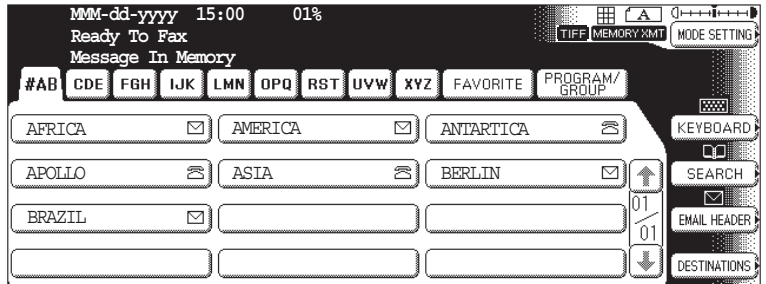 MMM-dd-yyyy 15:00 01%
Ready To Fax
TIFF MEMORY XMT MODE SETTING
Message In Memory
#AB CDE FGH IJK LMN OPQ RST UVW XYZ FAVORITE PROGRAM/
GROUP
AFRICA AMERICA ANTARTICA KEYBOARD
APOLLO ASIA BERLIN SEARCH
BRAZIL 01
01 EMAIL HEADER
DESTINATIONS